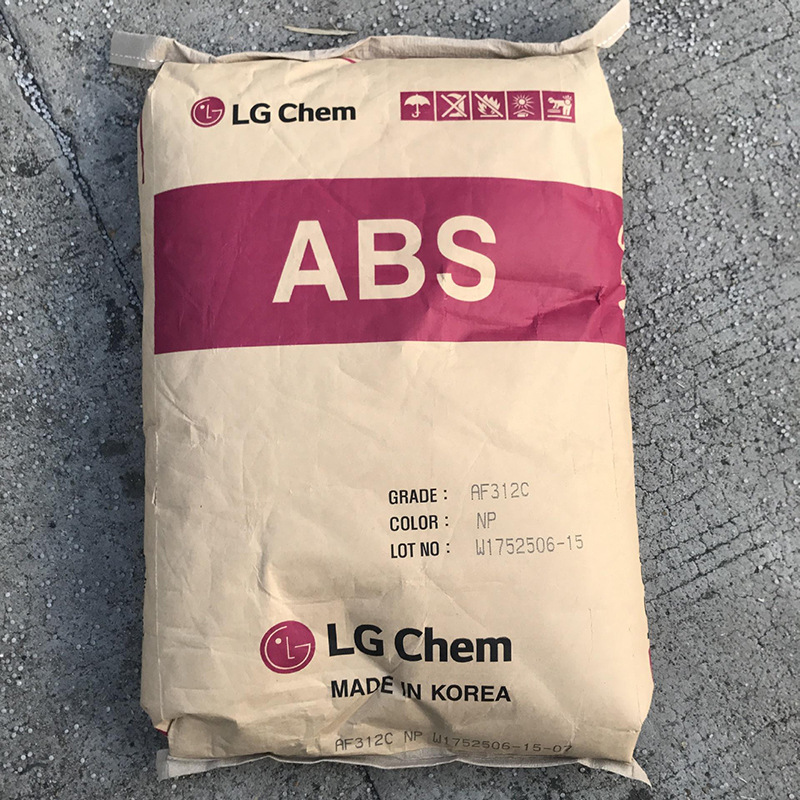 LG Chem
ABS
GRADE : AF312C
COLOR : NP
LOT NO : W1752506-15
LG Chem
MADE IN KOREA
AF312C NP W1752506-15-07